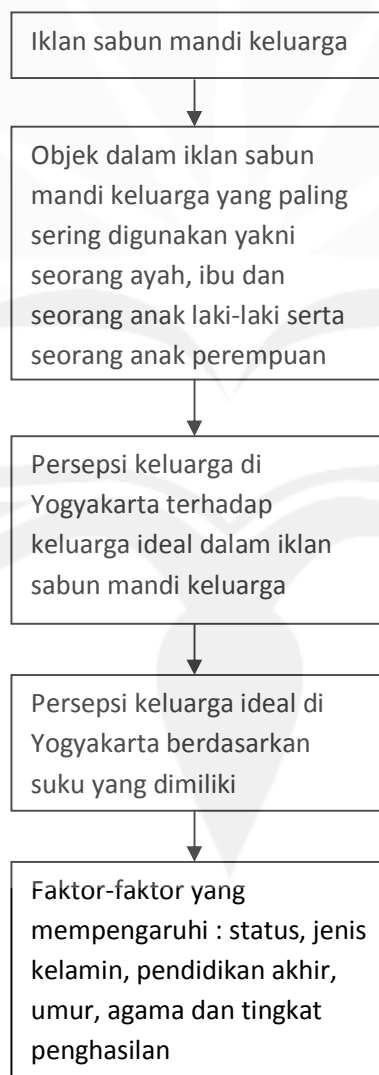 Iklan sabun mandi keluarga
Objek dalam iklan sabun
mandi keluarga yang paling
sering digunakan yakni
seorang ayah, ibu dan
seorang anak laki-laki serta
seorang anak perempuan
Persepsi keluarga di
Yogyakarta terhadap
keluarga ideal dalam iklan
sabun mandi keluarga
Persepsi keluarga ideal di
Yogyakarta berdasarkan
suku yang dimiliki
Faktor-faktor yang
mempengaruhi : status, jenis
kelamin, pendidikan akhir,
umur, agama dan tingkat
penghasilan